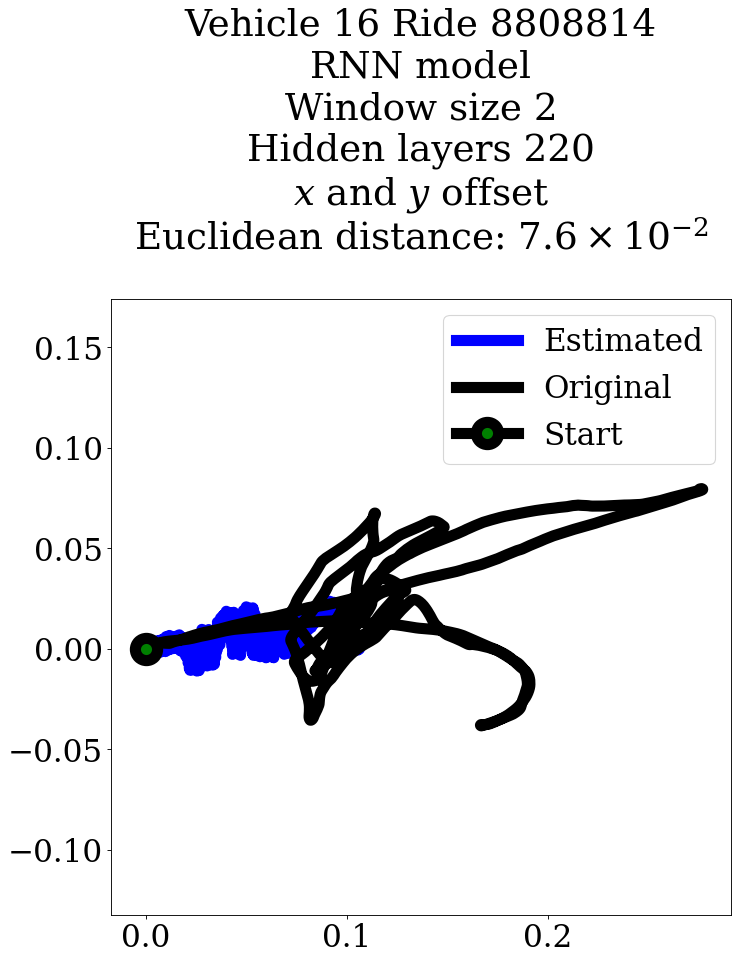 Vehicle 16 Ride 8808814
RNN model
Window size 2
Hidden layers 220
x and y offset
Euclidean distance: 7.6 × 10⁻²
Estimated
Original
Start
0.15
0.10
0.05
0.00
−0.05
−0.10
0.0 0.1 0.2